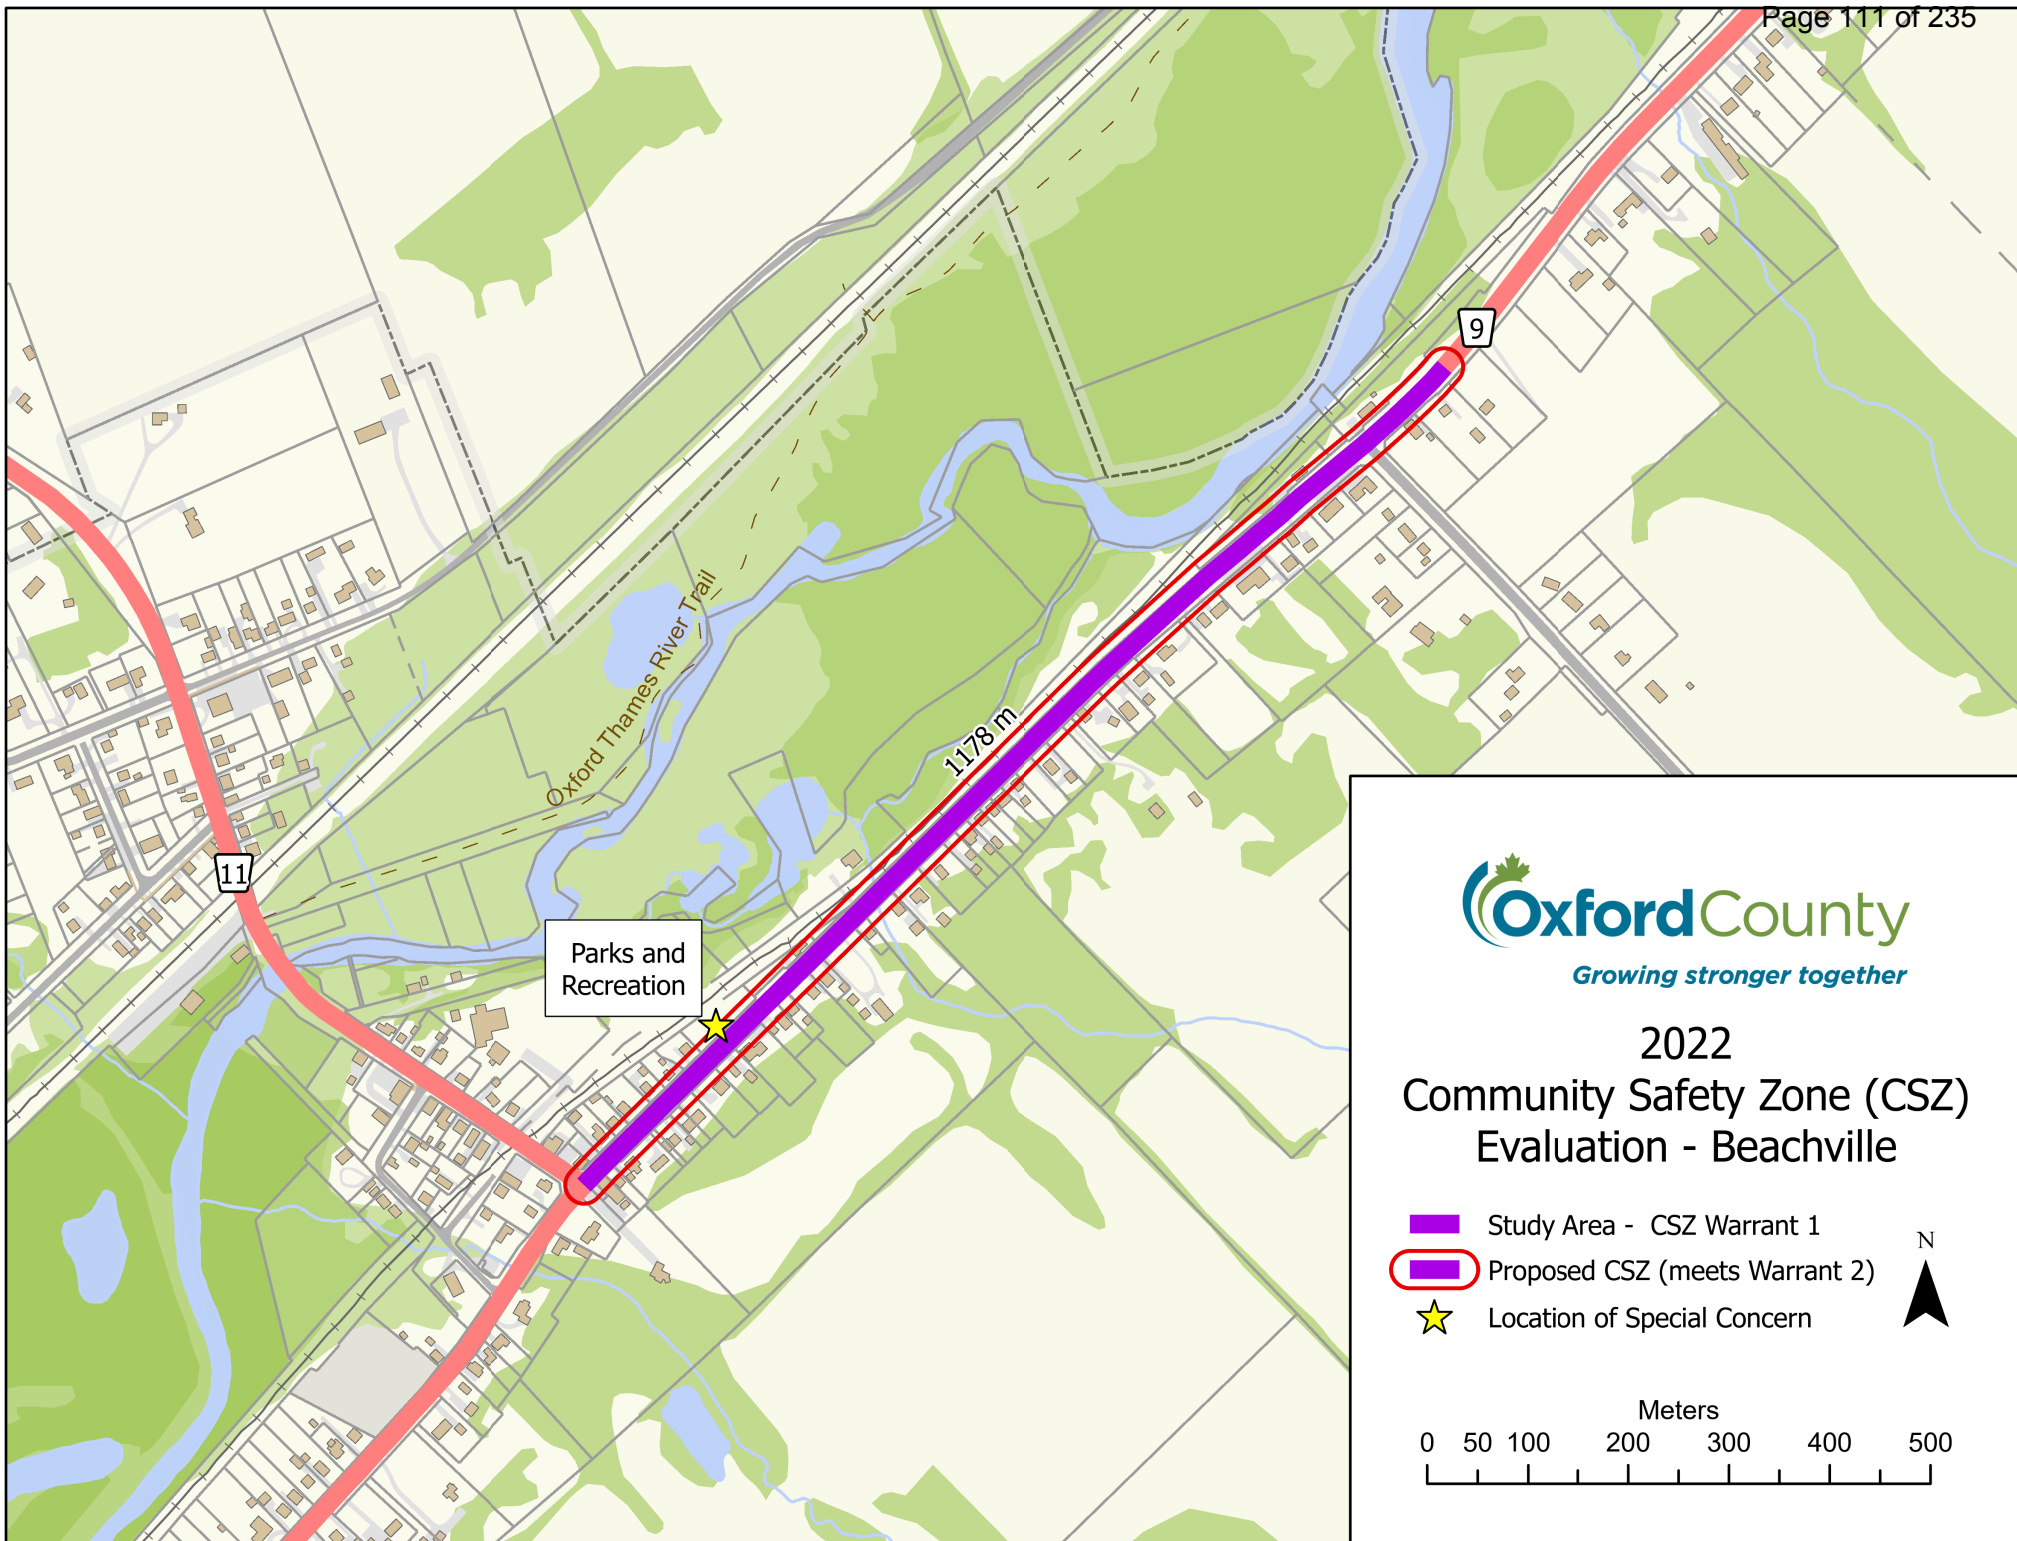 Page 111 of 235
9
Oxford Thames River Trail
1178 m
11
Parks and
Recreation
OxfordCounty
Growing stronger together
2022
Community Safety Zone (CSZ)
Evaluation - Beachville
Study Area - CSZ Warrant 1
Proposed CSZ (meets Warrant 2)
Location of Special Concern
N
Meters
0 50 100 200 300 400 500